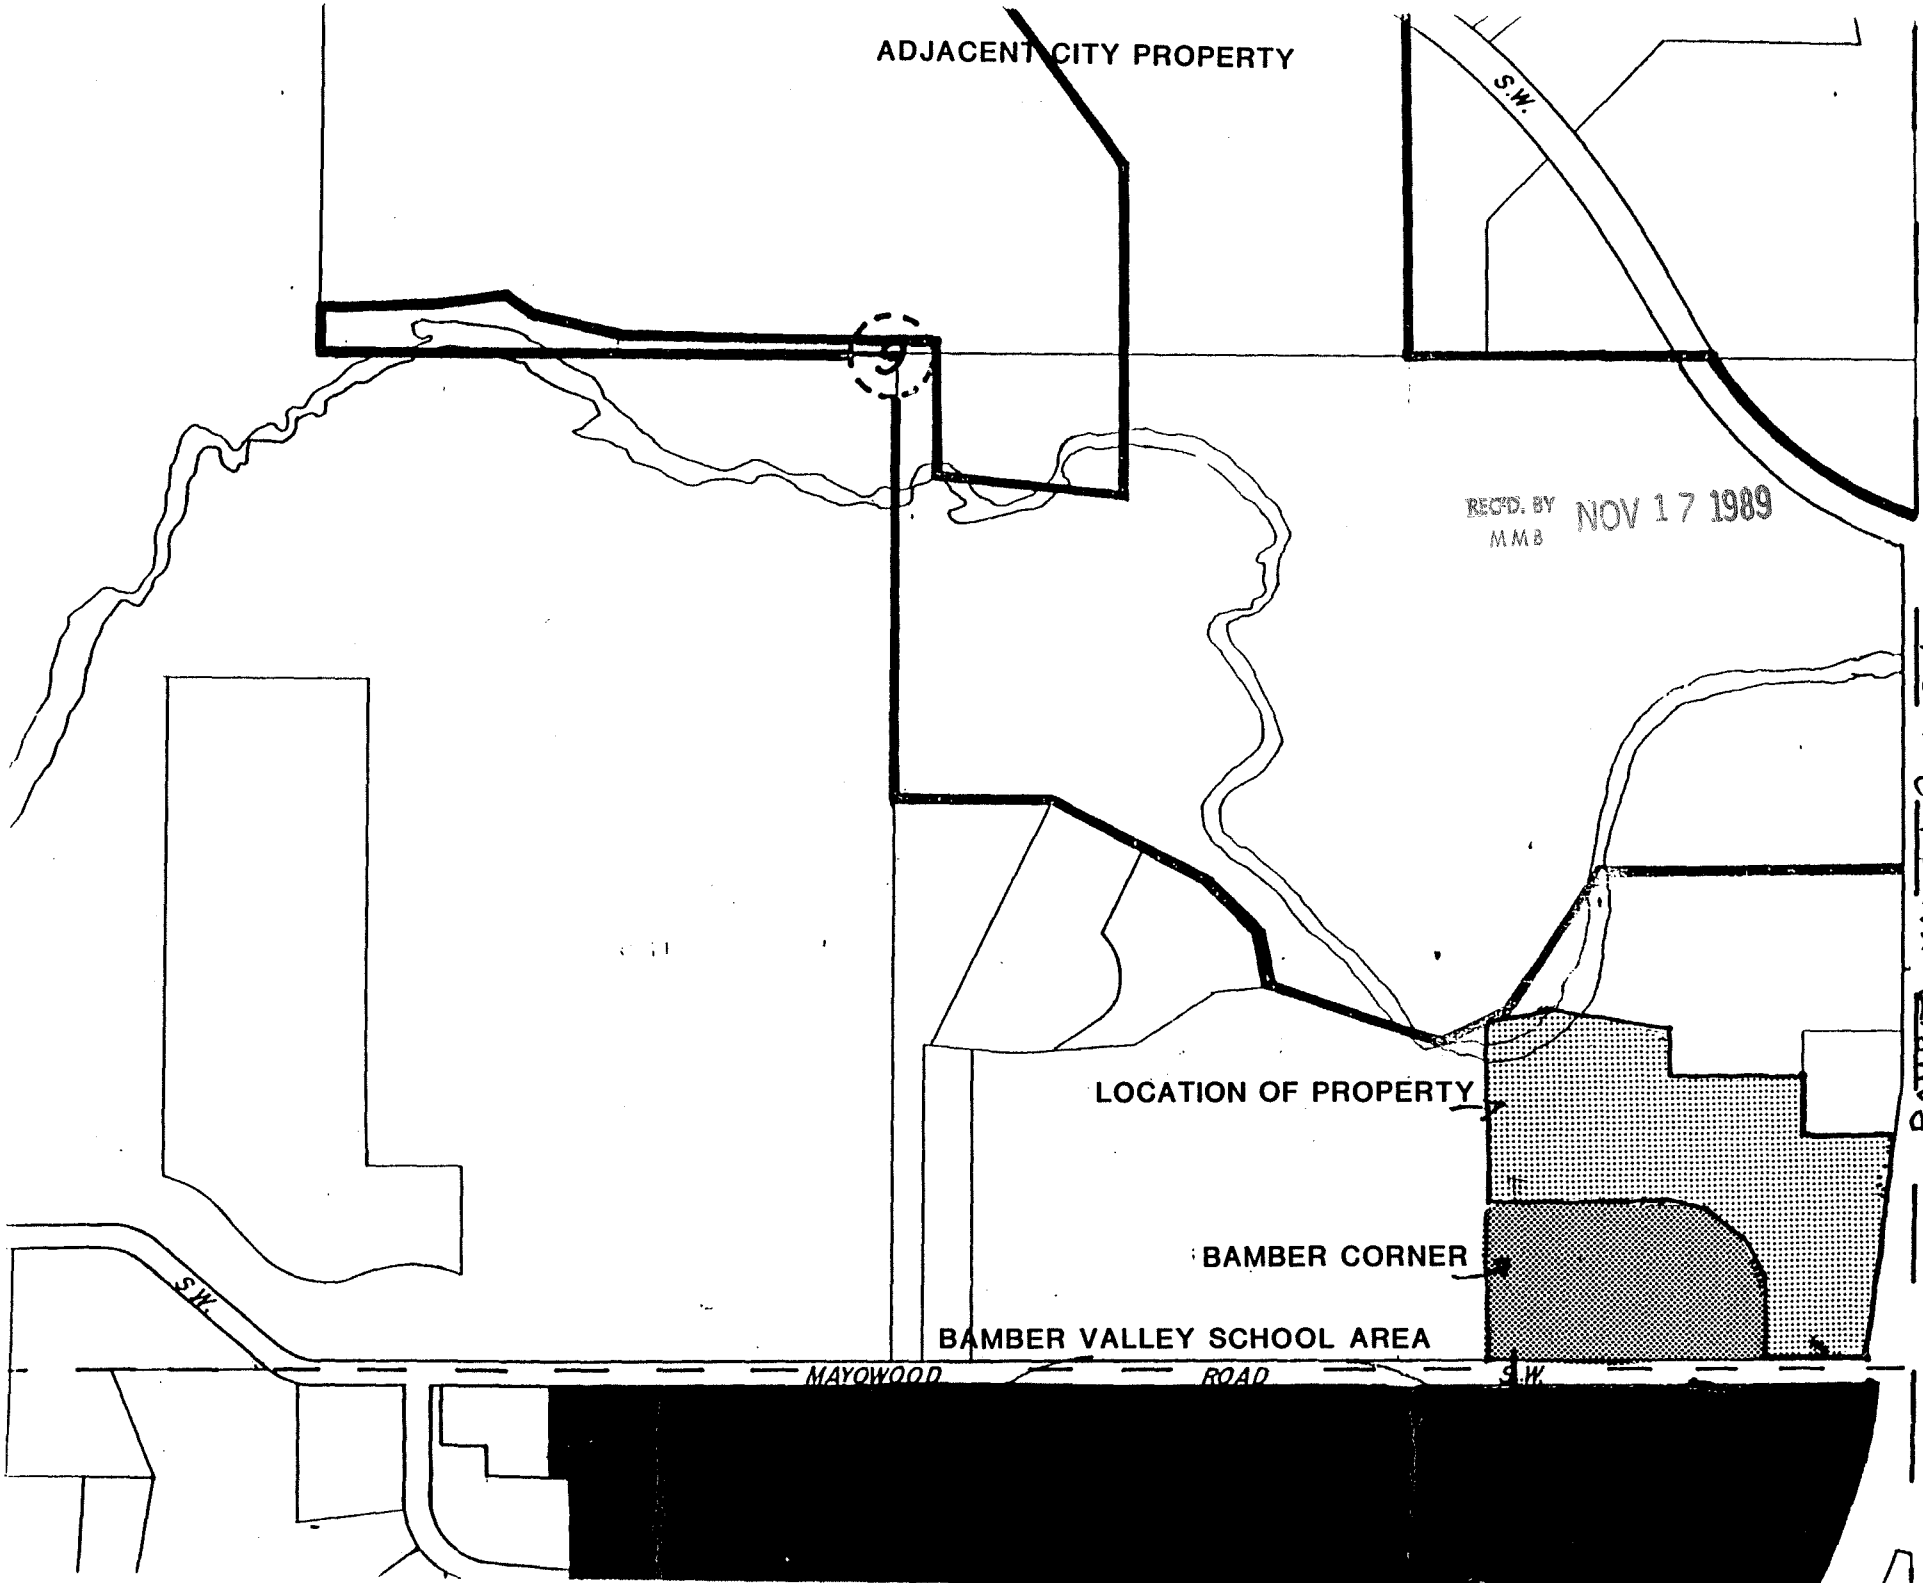 ADJACENT CITY PROPERTY
S.W.
9
REC'D. BY NOV 17 1989
MMB
LOCATION OF PROPERTY
BAMBER CORNER
S.W.
BAMBER VALLEY SCHOOL AREA
MAYOWOOD ROAD S.W.